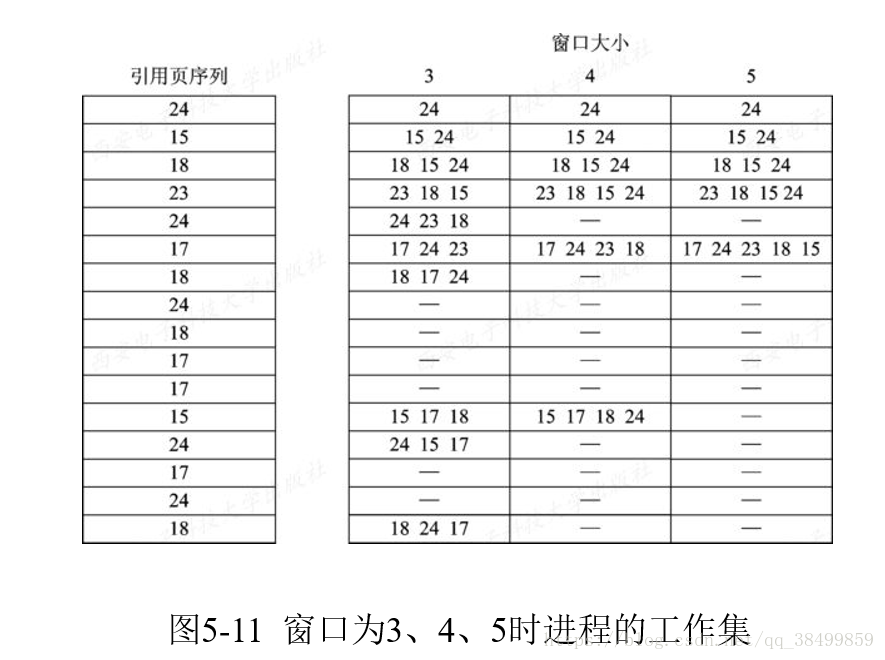 窗口大小
引用页序列 3 4 5
24 24 24 24
15 15 24 15 24 15 24
18 18 15 24 18 15 24 18 15 24
23 23 18 15 23 18 15 24 23 18 15 24
24 24 23 18 — —
17 17 24 23 17 24 23 18 17 24 23 18 15
18 18 17 24 — —
24 — — —
18 — — —
17 — — —
17 — — —
15 15 17 18 15 17 18 24 —
24 24 15 17 — —
17 — — —
24 — — —
18 18 24 17 — —
图5-11 窗口为3、4、5时进程的工作集
https://blog.csdn.net/qq_38499859